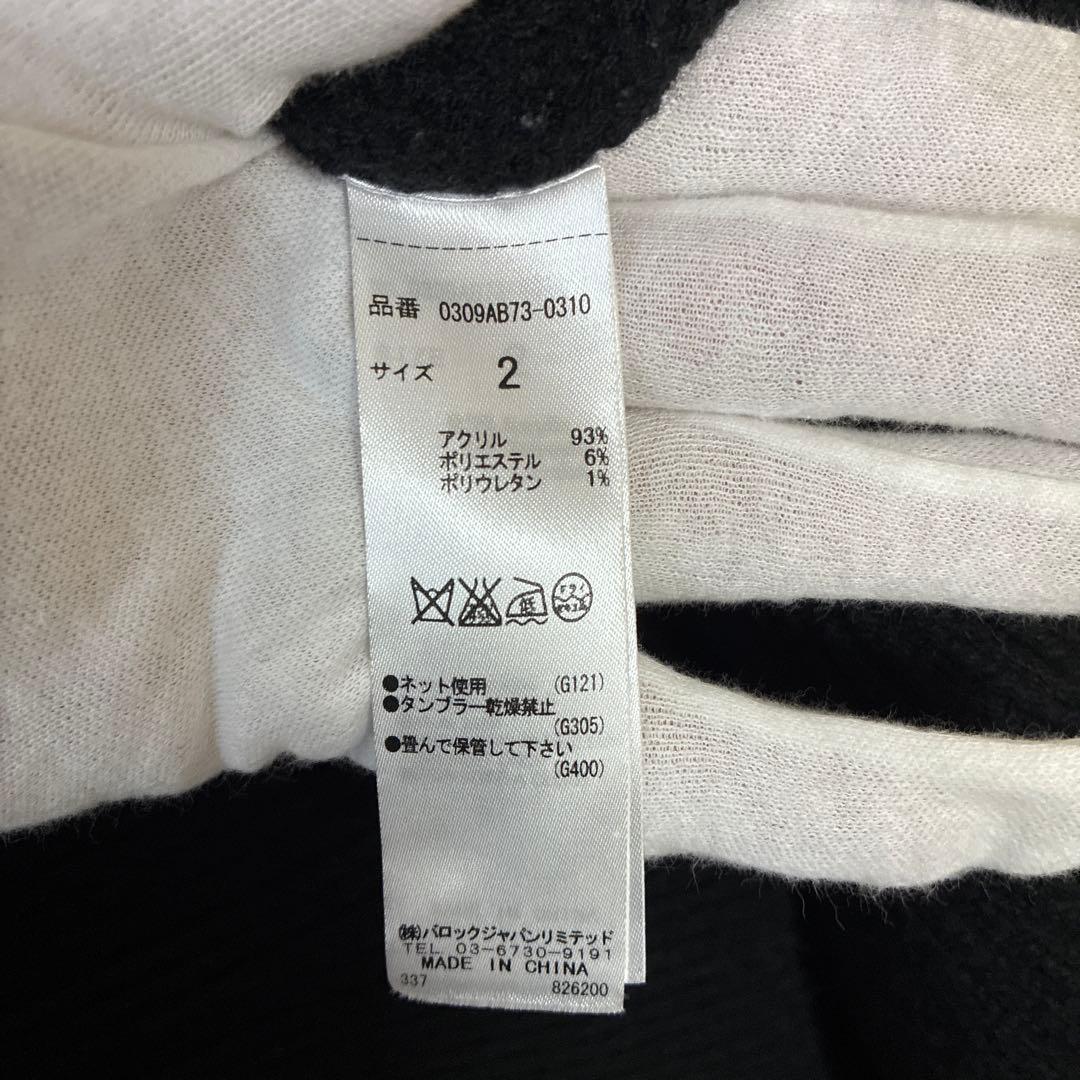 品番 0309AB73-0310
サイズ 2
アクリル 93%
ポリエステル 6%
ポリウレタン 1%
低
●ネット使用 (G121)
●タンブラー乾燥禁止
(G305)
●畳んで保管して下さい
(G400)
㈱バロックジャパンリミテッド
TEL 03-6730-9191
MADE IN CHINA
337 826200